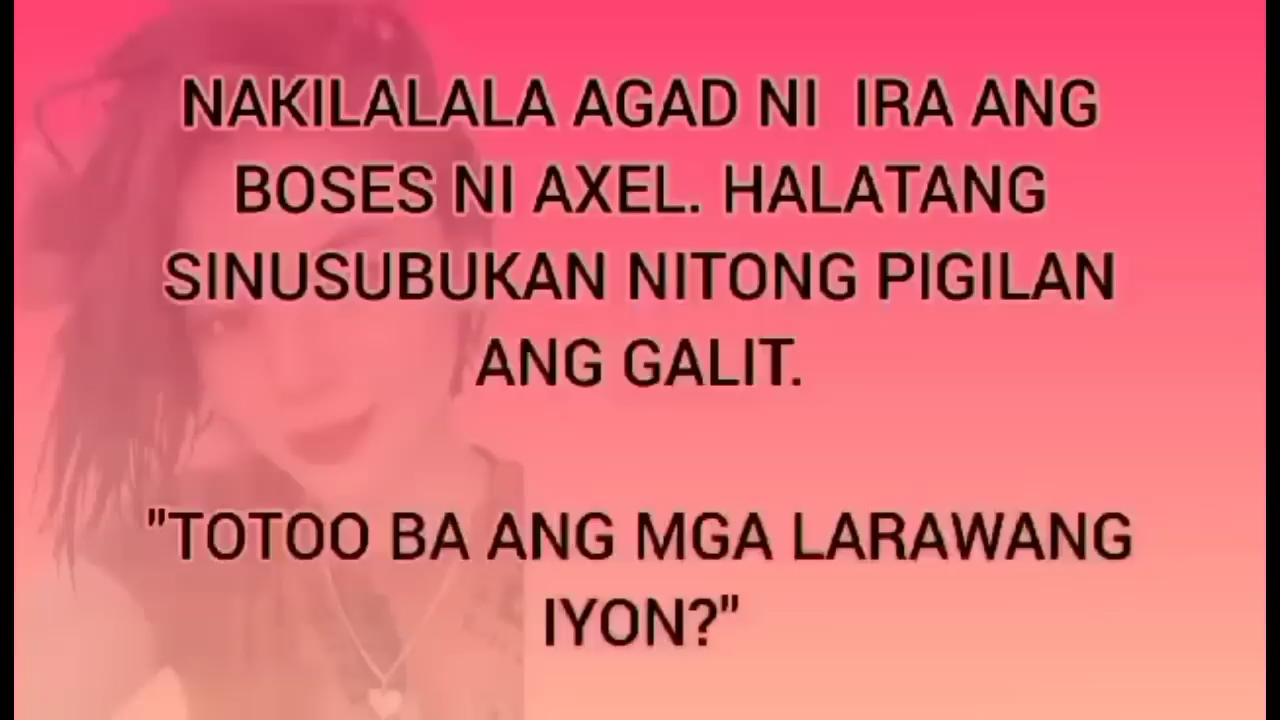 NAKILALALA AGAD NI IRA ANG
BOSES NI AXEL. HALATANG
SINUSUBUKAN NITONG PIGILAN
ANG GALIT.
"TOTOO BA ANG MGA LARAWANG
IYON?"